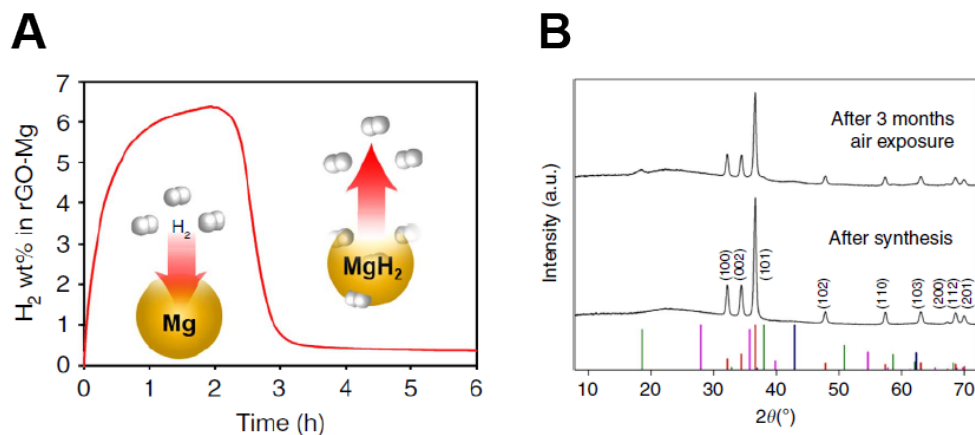 A
B
7
6
5
4
3
2
1
0
H2 wt% in rGO-Mg
H2
Mg
MgH2
0
1
2
3
4
5
6
Time (h)
After 3 months
air exposure
After synthesis
(100)
(002)
(101)
(102)
(110)
(103)
(200)
(112)
(201)
Intensity (a.u.)
10
20
30
40
50
60
70
2θ(°)